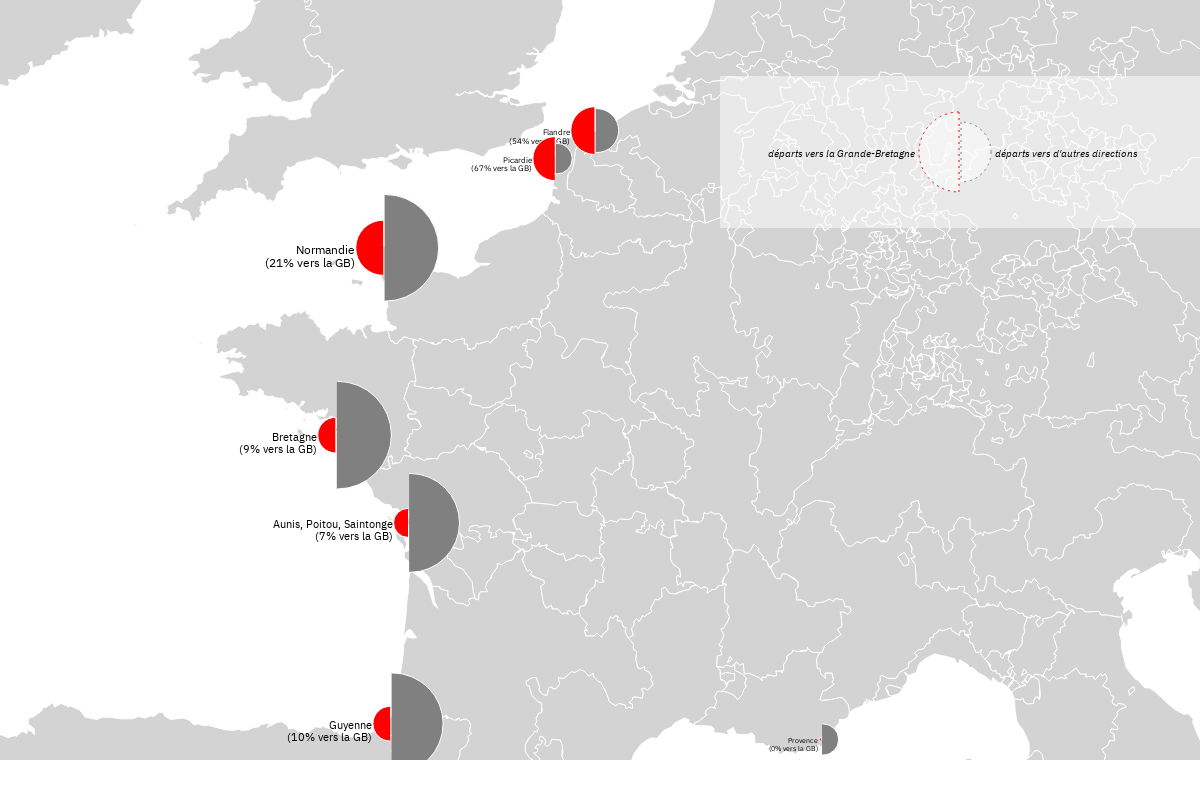 Flandre
(54% vers la GB)
départs vers la Grande-Bretagne
départs vers d'autres directions
Picardie
(67% vers la GB)
Normandie
(21% vers la GB)
Bretagne
(9% vers la GB)
Aunis, Poitou, Saintonge
(7% vers la GB)
Guyenne
(10% vers la GB)
Provence
(0% vers la GB)